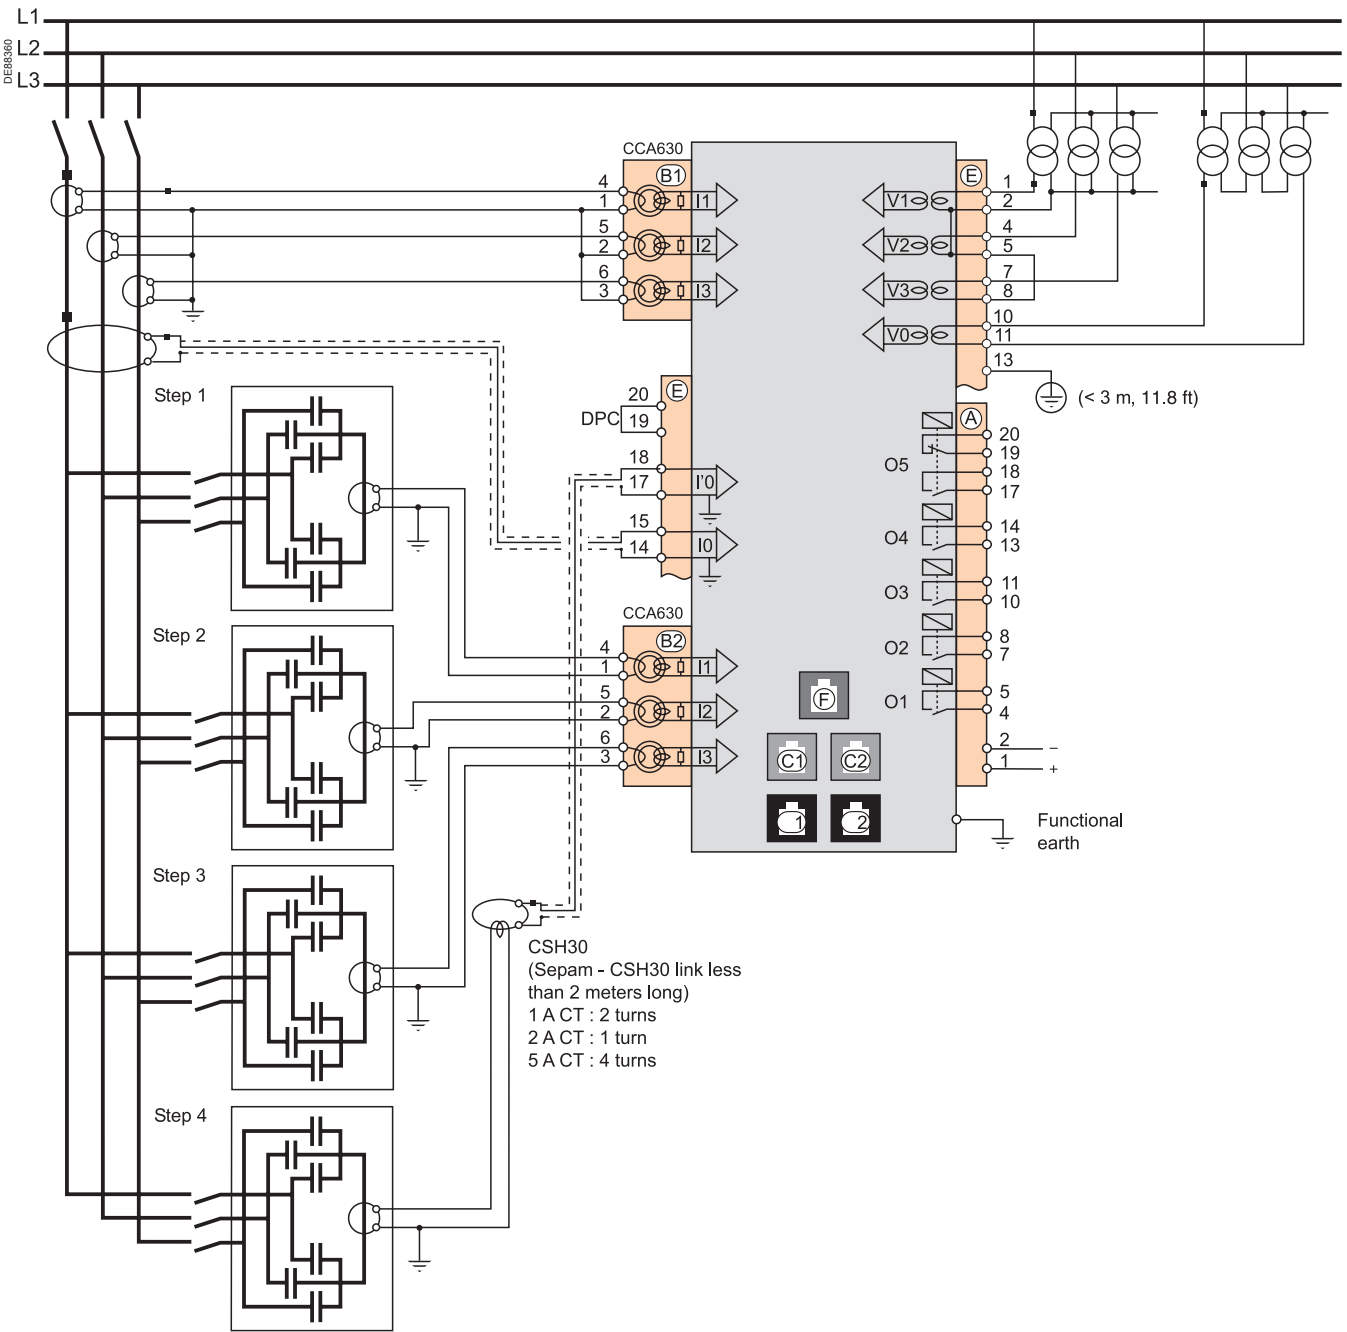 L1
L2
L3
DE88360
CCA630
B1
4
1
5
2
6
3
I1
I2
I3
V1
V2
V3
V0
E
1
2
4
5
7
8
10
11
13
(< 3 m, 11.8 ft)
Step 1
E
20
DPC
19
18
17
I'0
15
14
I0
A
O5
20
19
18
17
O4
14
13
O3
11
10
O2
8
7
O1
5
4
2
–
1
+
Step 2
CCA630
B2
4
1
5
2
6
3
I1
I2
I3
F
C1
C2
1
2
Functional
earth
Step 3
CSH30
(Sepam - CSH30 link less
than 2 meters long)
1 A CT : 2 turns
2 A CT : 1 turn
5 A CT : 4 turns
Step 4